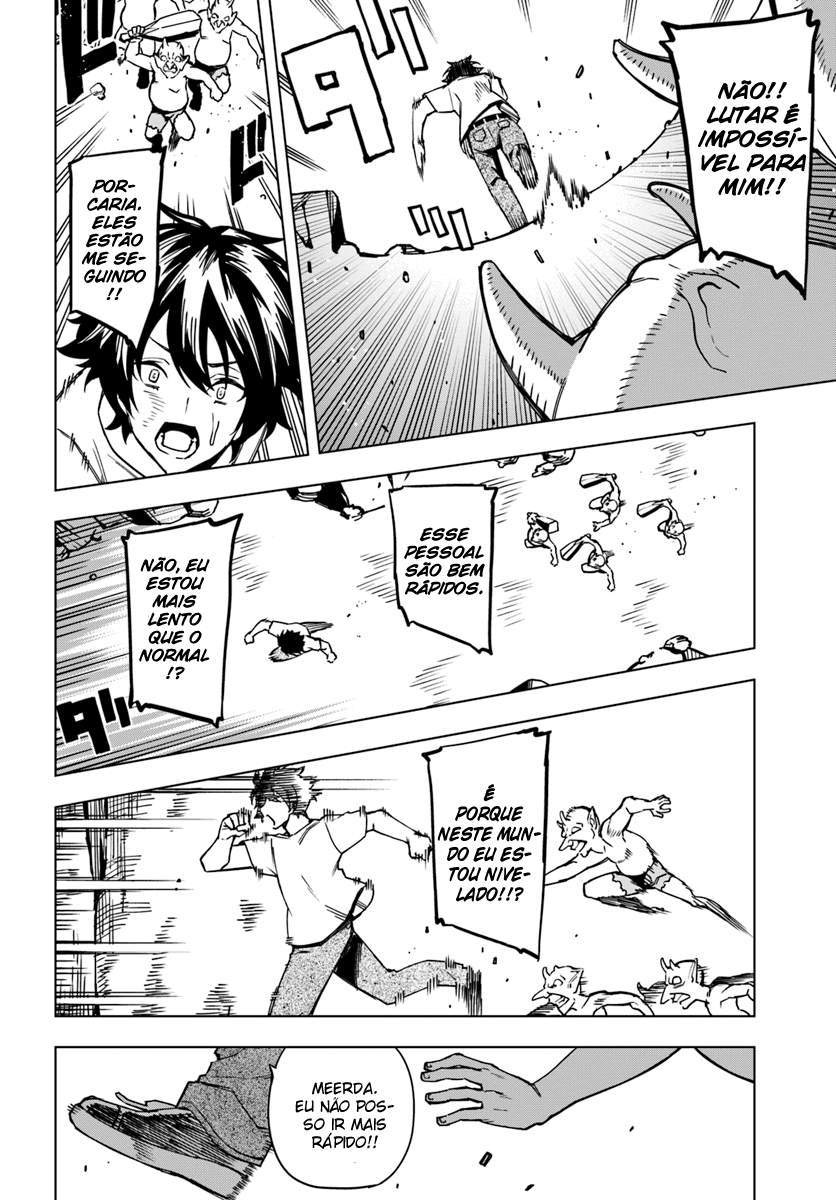 NÃO!!
LUTAR É
IMPOSSÍ-
VEL PARA
MIM!!
ダッ
POR-
CARIA.
ELES
ESTÃO
ME SE-
GUINDO
!!
ESSE
PESSOAL
SÃO BEM
RÁPIDOS.
NÃO, EU
ESTOU
MAIS
LENTO
QUE O
NORMAL
!?
É
PORQUE
NESTE MUN-
DO EU ES-
TOU NIVE-
LADO!!?
MEERDA.
EU NÃO POS-
SO IR MAIS
RÁPIDO!!